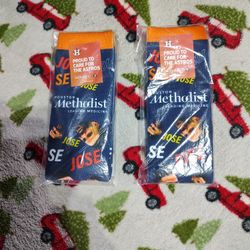 H
PROUD TO
CARE FOR
THE ASTROS
JOSE
SE
JOSE
HOUSTON
Methodist
LEADING MEDICINE
JOSE
SE
JOSE
H
PROUD TO
CARE FOR
THE ASTROS
JOSE
HOUSTON
Methodist
LEADING MEDICINE
JOSE
SE
JOSE